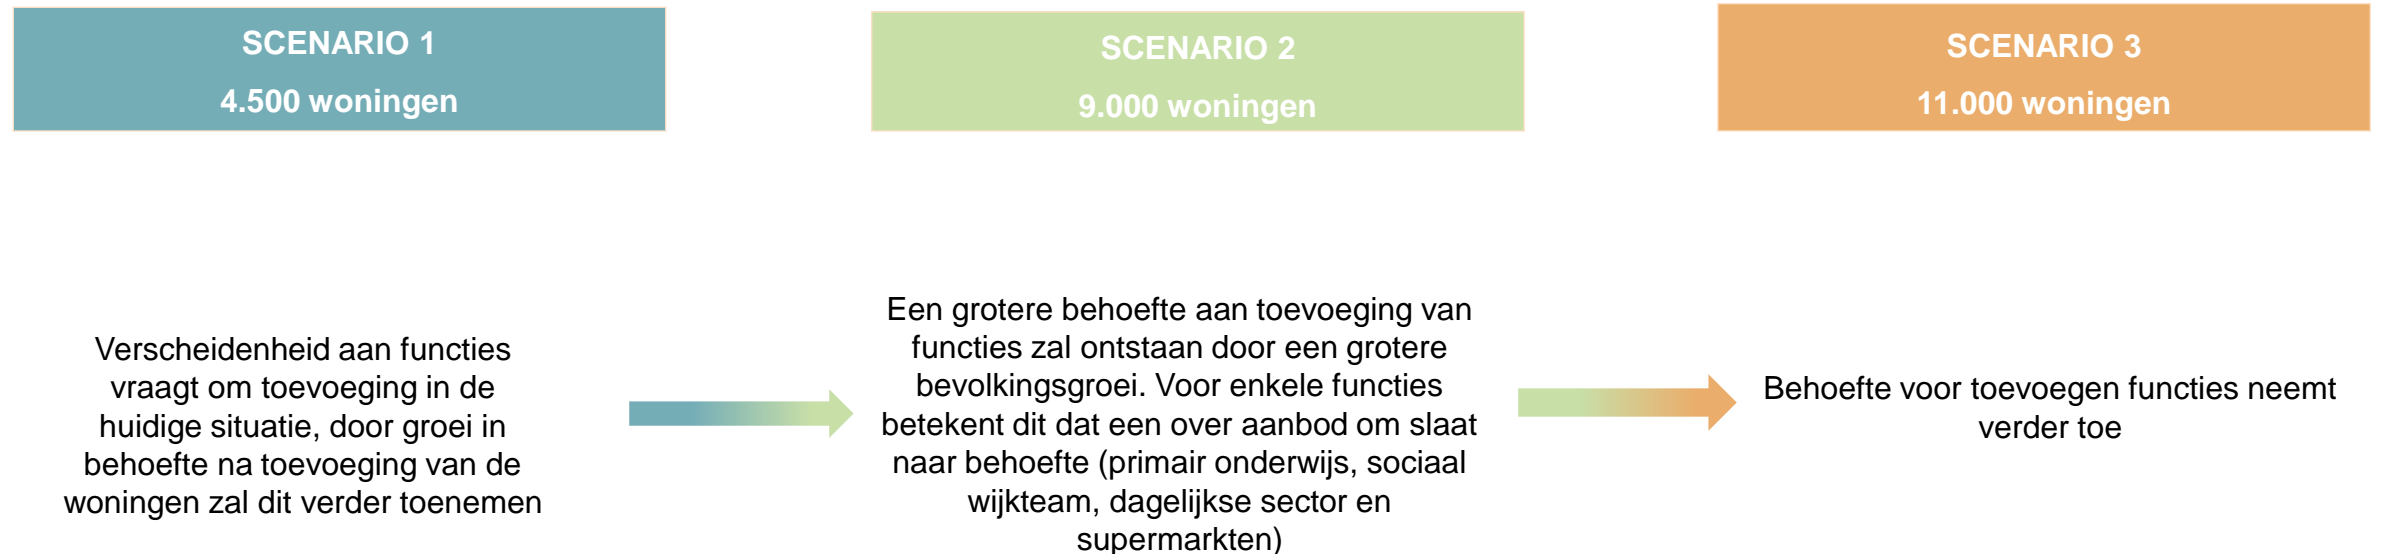 SCENARIO 1
4.500 woningen
SCENARIO 2
9.000 woningen
SCENARIO 3
11.000 woningen
Verscheidenheid aan functies
vraagt om toevoeging in de
huidige situatie, door groei in
behoefte na toevoeging van de
woningen zal dit verder toenemen
Een grotere behoefte aan toevoeging van
functies zal ontstaan door een grotere
bevolkingsgroei. Voor enkele functies
betekent dit dat een over aanbod om slaat
naar behoefte (primair onderwijs, sociaal
wijkteam, dagelijkse sector en
supermarkten)
Behoefte voor toevoegen functies neemt
verder toe